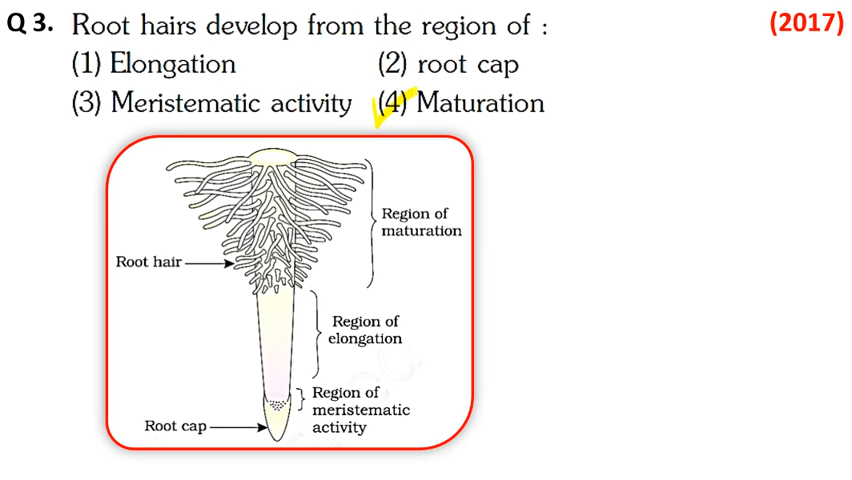 Q 3. Root hairs develop from the region of : (2017)
(1) Elongation (2) root cap
(3) Meristematic activity (4) Maturation
Region of
maturation
Root hair
Region of
elongation
Region of
meristematic
activity
Root cap